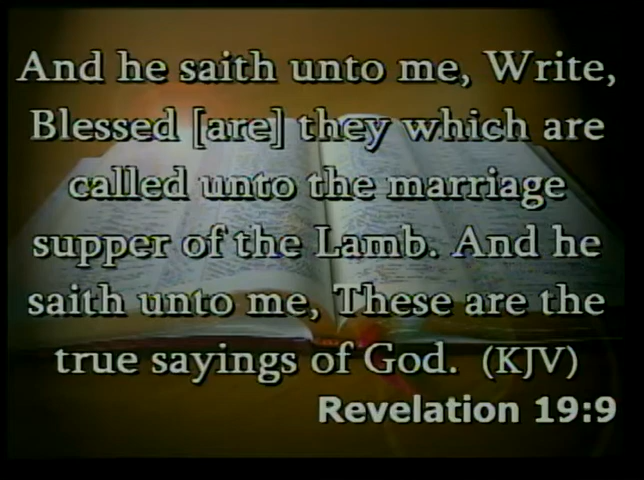 And he saith unto me, Write,
Blessed [are] they which are
called unto the marriage
supper of the Lamb. And he
saith unto me, These are the
true sayings of God. (KJV)
Revelation 19:9